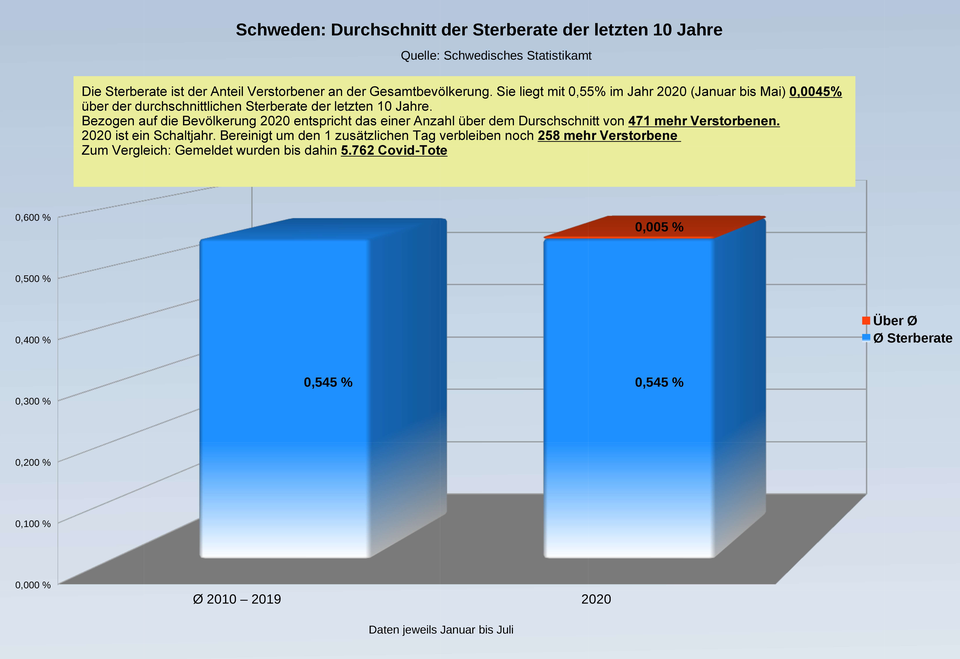 Schweden: Durchschnitt der Sterberate der letzten 10 Jahre
Quelle: Schwedisches Statistikamt
Die Sterberate ist der Anteil Verstorbener an der Gesamtbevölkerung. Sie liegt mit 0,55% im Jahr 2020 (Januar bis Mai) 0,0045%
über der durchschnittlichen Sterberate der letzten 10 Jahre.
Bezogen auf die Bevölkerung 2020 entspricht das einer Anzahl über dem Durschschnitt von 471 mehr Verstorbenen.
2020 ist ein Schaltjahr. Bereinigt um den 1 zusätzlichen Tag verbleiben noch 258 mehr Verstorbene
Zum Vergleich: Gemeldet wurden bis dahin 5.762 Covid-Tote
0,600 %
0,005 %
0,500 %
Über Ø
Ø Sterberate
0,400 %
0,545 %
0,545 %
0,300 %
0,200 %
0,100 %
0,000 %
Ø 2010 – 2019
2020
Daten jeweils Januar bis Juli